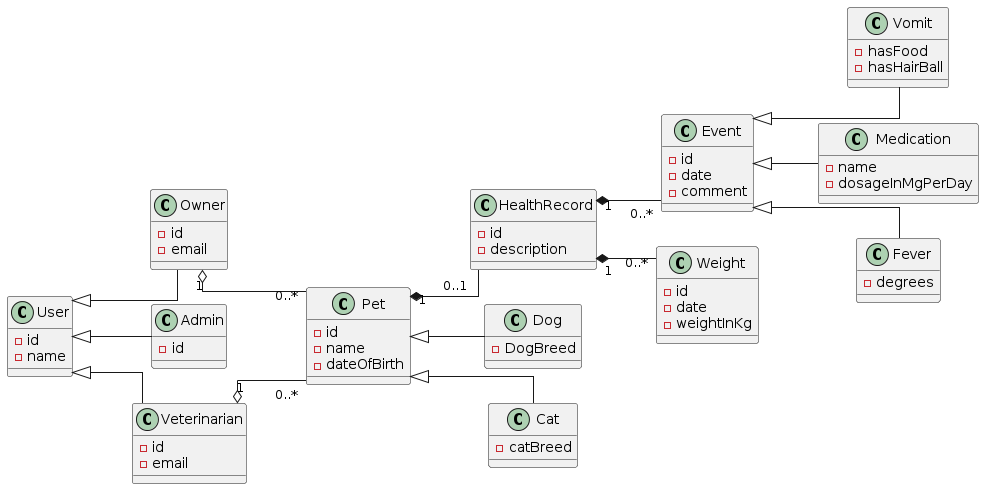 C Vomit
hasFood
hasHairBall
C Event
id
date
comment
C Medication
name
dosageInMgPerDay
C Owner
id
email
C HealthRecord
id
description
1
0..*
C Fever
degrees
C Weight
id
date
weightInKg
1
0..*
1
0..*
C Pet
id
name
dateOfBirth
1
0..1
C User
id
name
C Admin
id
C Dog
DogBreed
1
0..*
C Veterinarian
id
email
C Cat
catBreed